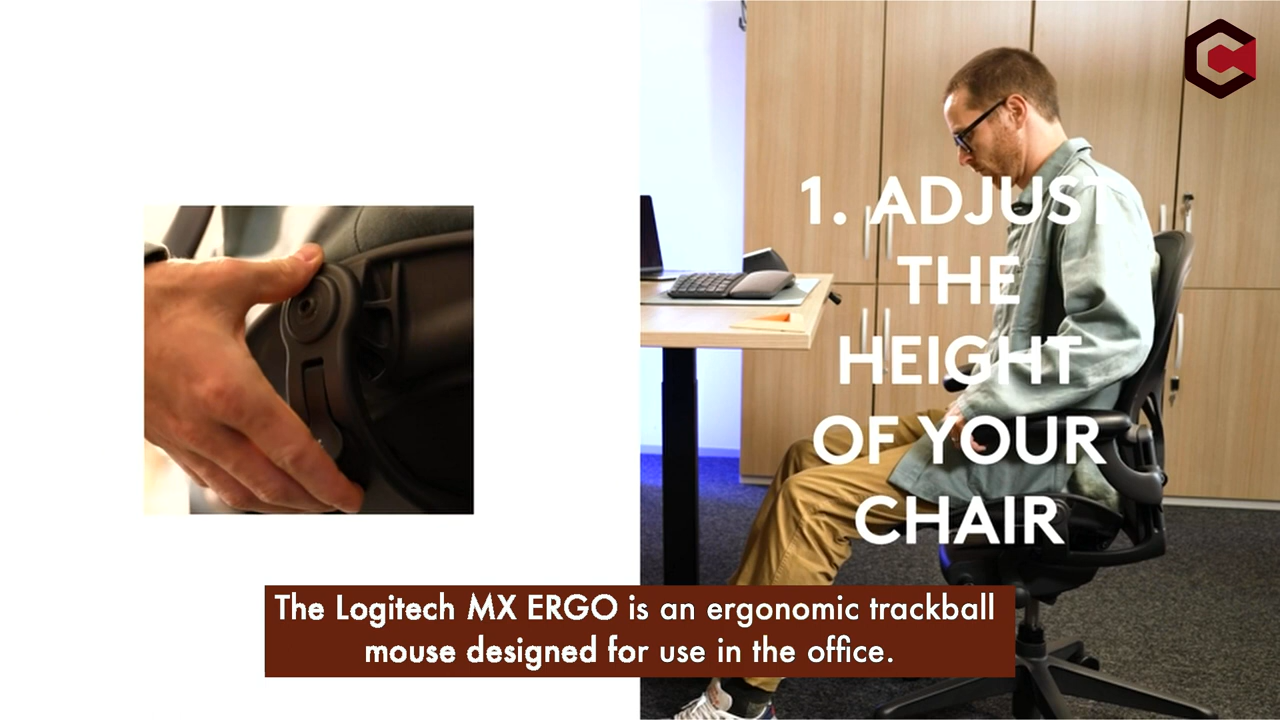 1. ADJUST
THE
HEIGHT
OF YOUR
CHAIR
The Logitech MX ERGO is an ergonomic trackball
mouse designed for use in the office.